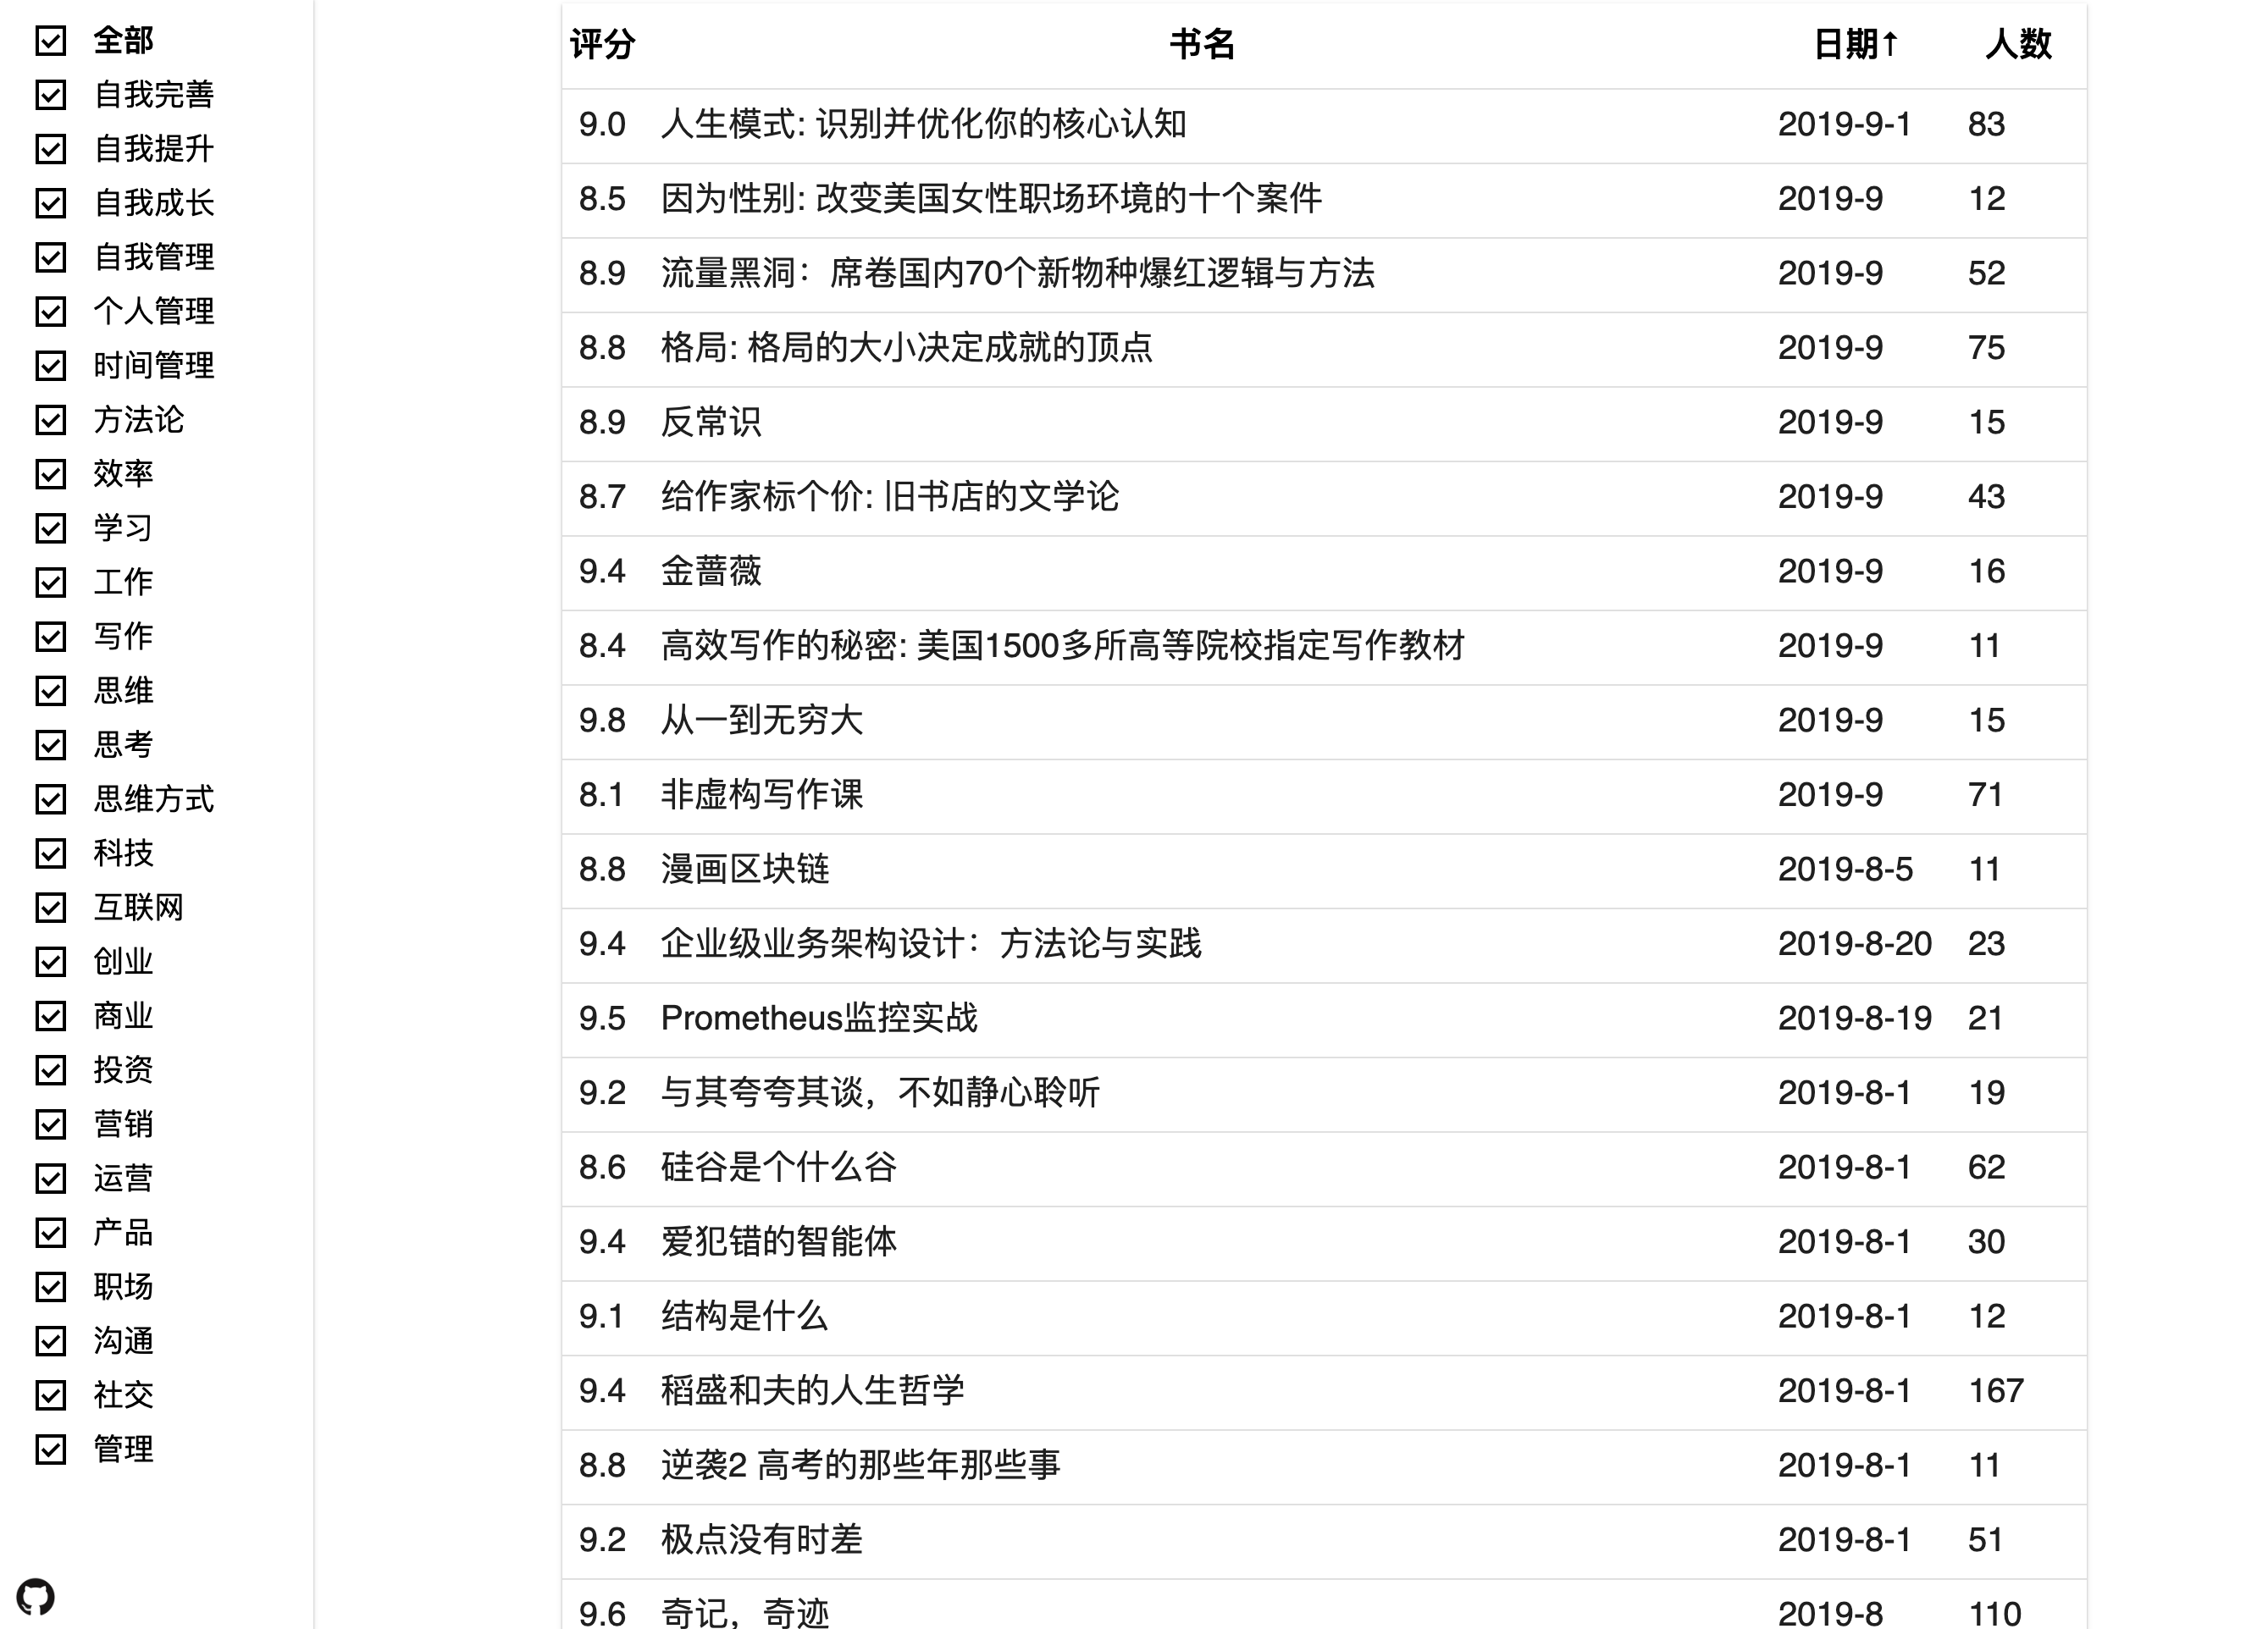 全部
自我完善
自我提升
自我成长
自我管理
个人管理
时间管理
方法论
效率
学习
工作
写作
思维
思考
思维方式
科技
互联网
创业
商业
投资
营销
运营
产品
职场
沟通
社交
管理
评分 书名 日期↑ 人数
9.0 人生模式: 识别并优化你的核心认知 2019-9-1 83
8.5 因为性别: 改变美国女性职场环境的十个案件 2019-9 12
8.9 流量黑洞：席卷国内70个新物种爆红逻辑与方法 2019-9 52
8.8 格局: 格局的大小决定成就的顶点 2019-9 75
8.9 反常识 2019-9 15
8.7 给作家标个价: 旧书店的文学论 2019-9 43
9.4 金蔷薇 2019-9 16
8.4 高效写作的秘密: 美国1500多所高等院校指定写作教材 2019-9 11
9.8 从一到无穷大 2019-9 15
8.1 非虚构写作课 2019-9 71
8.8 漫画区块链 2019-8-5 11
9.4 企业级业务架构设计：方法论与实践 2019-8-20 23
9.5 Prometheus监控实战 2019-8-19 21
9.2 与其夸夸其谈，不如静心聆听 2019-8-1 19
8.6 硅谷是个什么谷 2019-8-1 62
9.4 爱犯错的智能体 2019-8-1 30
9.1 结构是什么 2019-8-1 12
9.4 稻盛和夫的人生哲学 2019-8-1 167
8.8 逆袭2 高考的那些年那些事 2019-8-1 11
9.2 极点没有时差 2019-8-1 51
9.6 奇记，奇迹 2019-8 110